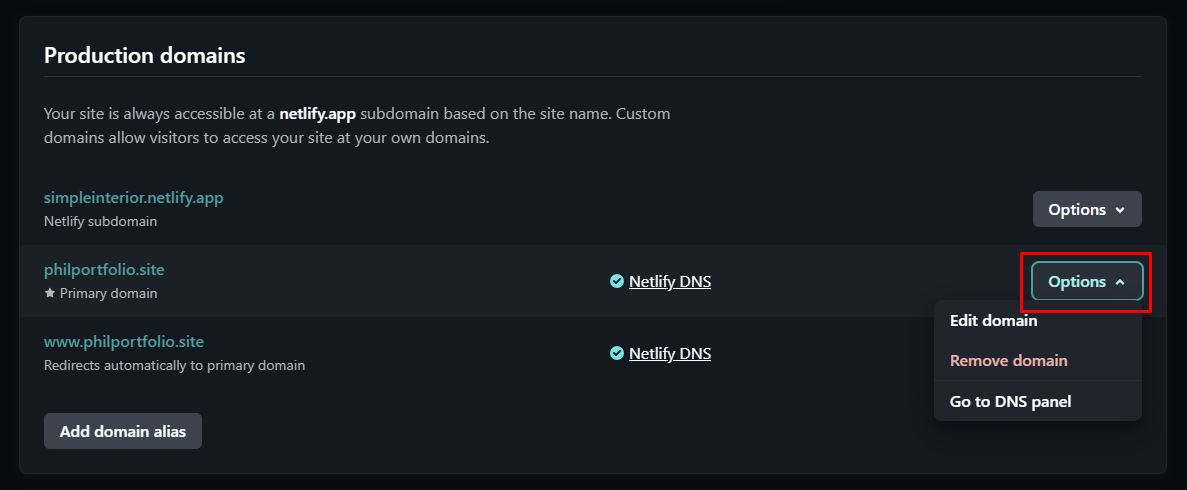 Production domains
Your site is always accessible at a netlify.app subdomain based on the site name. Custom
domains allow visitors to access your site at your own domains.
simpleinterior.netlify.app
Netlify subdomain
Options
philportfolio.site
Primary domain
Netlify DNS
Options
Edit domain
Remove domain
Go to DNS panel
www.philportfolio.site
Redirects automatically to primary domain
Netlify DNS
Add domain alias